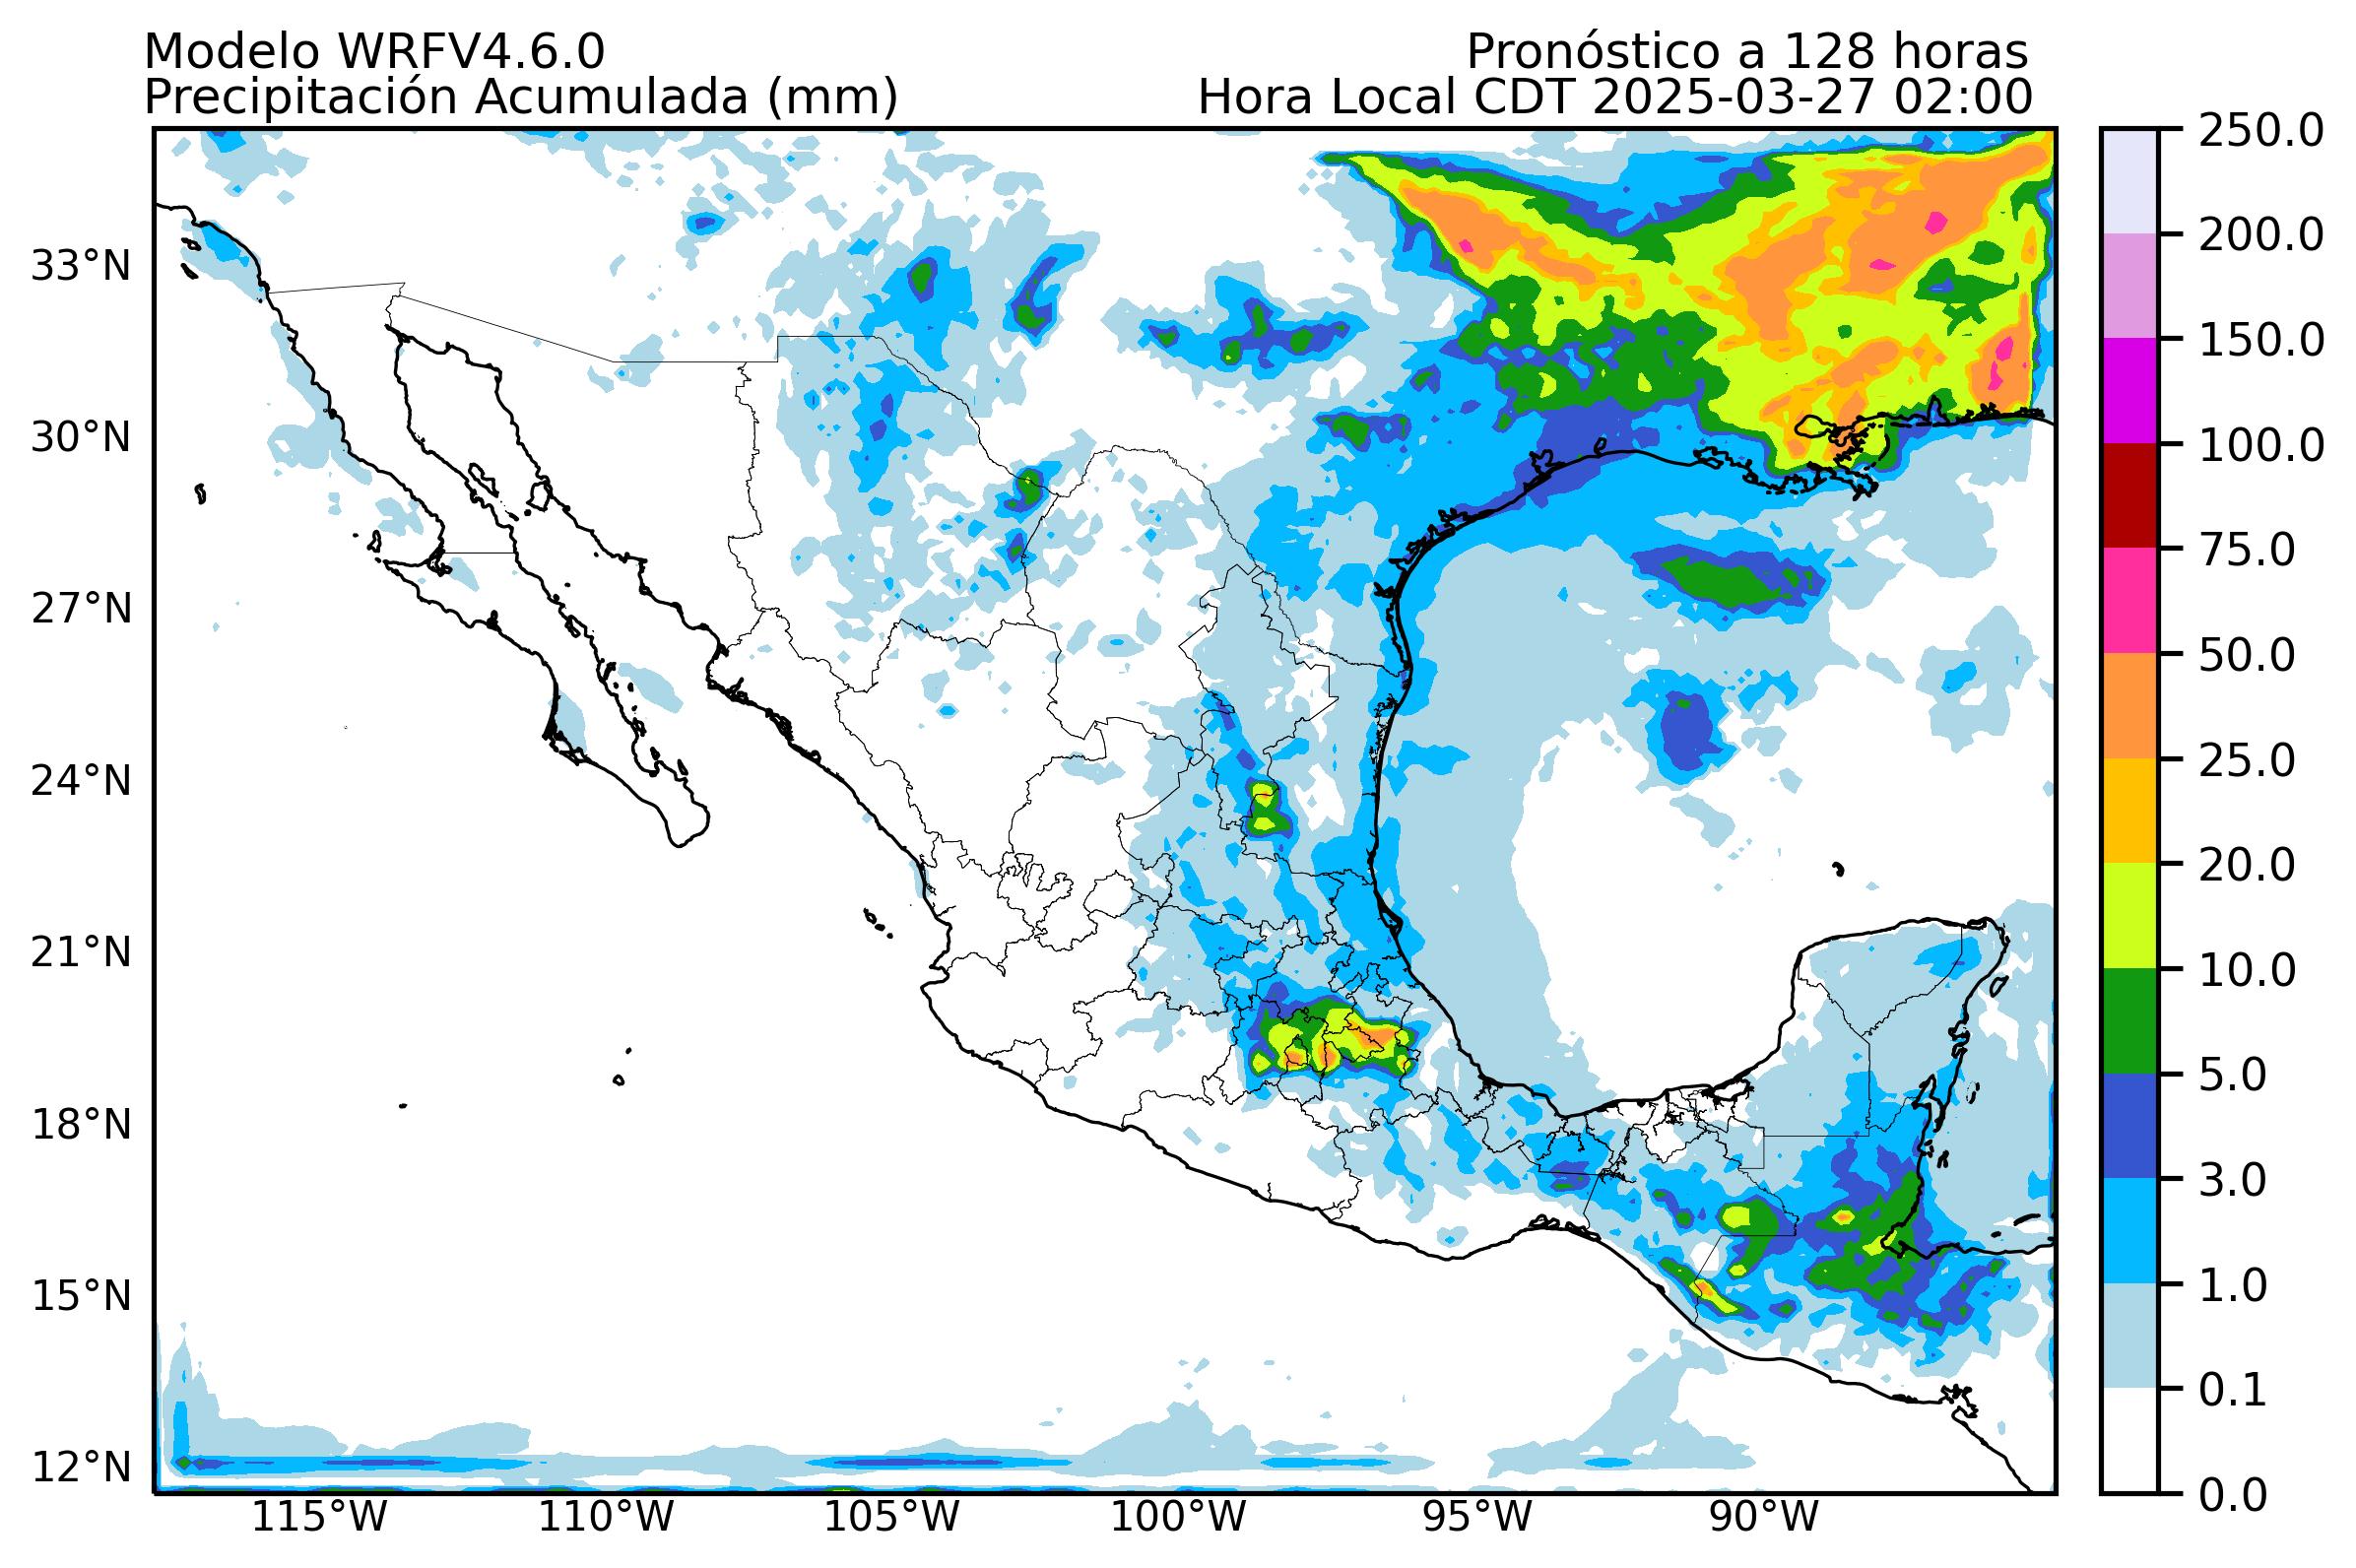 Modelo WRFV4.6.0
Pronóstico a 128 horas
Precipitación Acumulada (mm)
Hora Local CDT 2025-03-27 02:00
33°N
30°N
27°N
24°N
21°N
18°N
15°N
12°N
115°W
110°W
105°W
100°W
95°W
90°W
250.0
200.0
150.0
100.0
75.0
50.0
25.0
20.0
10.0
5.0
3.0
1.0
0.1
0.0